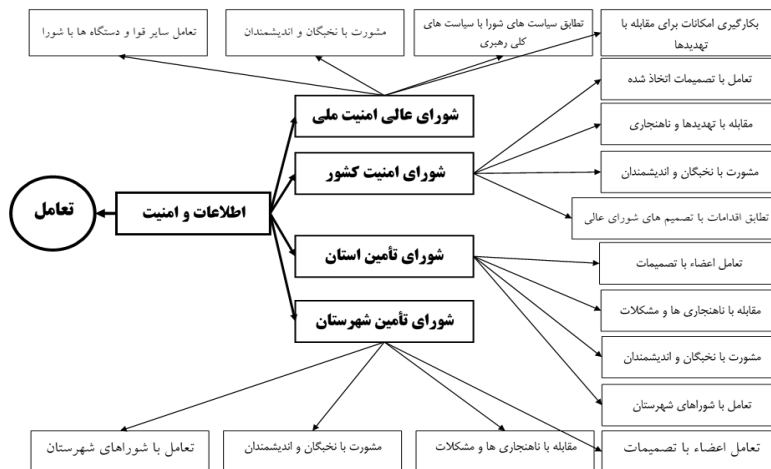 بکارگیری امکانات برای مقابله با
تهدیدها
تطابق سیاست های شورا با سیاست های
کلی رهبری
مشورت با نخبگان و اندیشمندان
تعامل سایر قوا و دستگاه ها با شورا
شورای عالی امنیت ملی
تعامل با تصمیمات اتخاذ شده
مقابله با تهدیدها و ناهنجاری
شورای امنیت کشور
مشورت با نخبگان و اندیشمندان
تطابق اقدامات با تصمیم های شورای عالی
اطلاعات و امنیت
تعامل
شورای تأمین استان
تعامل اعضاء با تصمیمات
مقابله با ناهنجاری ها و مشکلات
شورای تأمین شهرستان
مشورت با نخبگان و اندیشمندان
تعامل با شوراهای شهرستان
تعامل اعضاء با تصمیمات
مقابله با ناهنجاری ها و مشکلات
مشورت با نخبگان و اندیشمندان
تعامل با شوراهای شهرستان